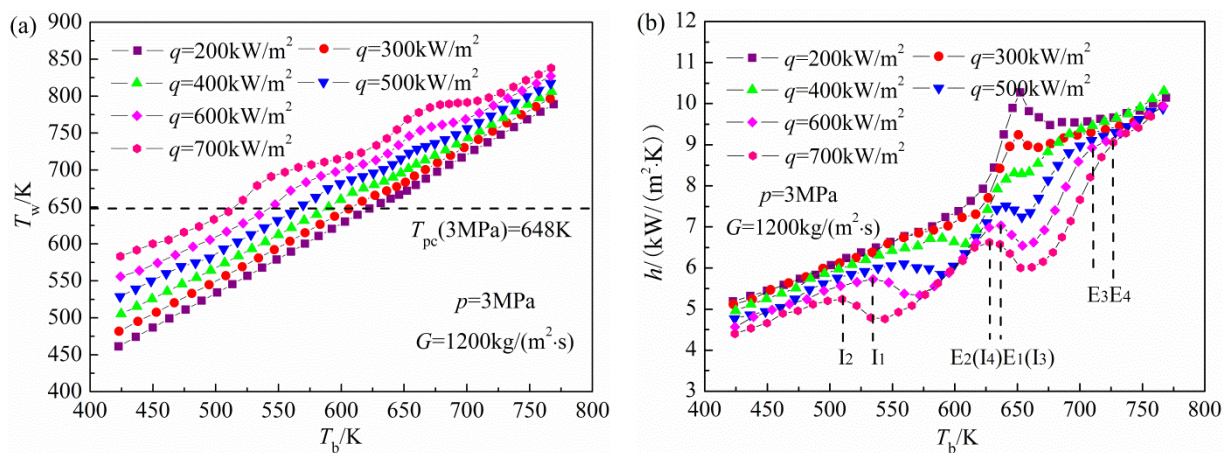 (a)
900
850
800
750
700
650
600
550
500
450
400
T_w/K
q=200kW/m² q=300kW/m²
q=400kW/m² q=500kW/m²
q=600kW/m²
q=700kW/m²
T_pc(3MPa)=648K
p=3MPa
G=1200kg/(m²·s)
400 450 500 550 600 650 700 750 800
T_b/K
(b)
12
11
10
9
8
7
6
5
4
3
h/(kW/(m²·K))
q=200kW/m² q=300kW/m²
q=400kW/m² q=500kW/m²
q=600kW/m²
q=700kW/m²
p=3MPa
G=1200kg/(m²·s)
E₃E₄
I₂ I₁ E₂(I₄) E₁(I₃)
400 450 500 550 600 650 700 750 800
T_b/K